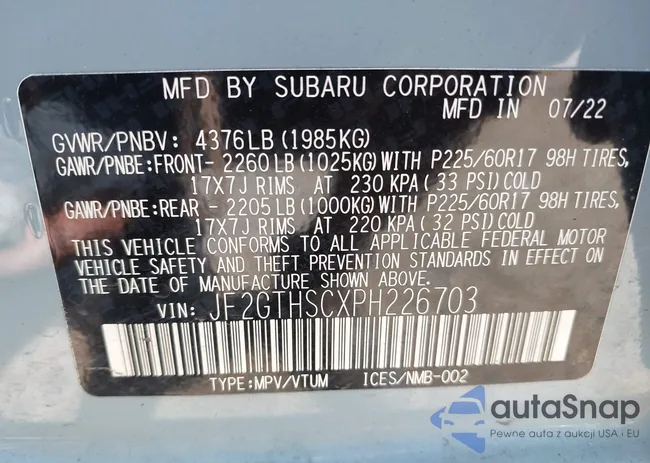 MFD BY SUBARU CORPORATION
MFD IN 07/22
GVWR/PNBV: 4376LB(1985KG)
GAWR/PNBE:FRONT- 2260LB(1025KG)WITH P225/60R17 98H TIRES,
17X7J RIMS AT 230 KPA(33 PSI)COLD
GAWR/PNBE:REAR - 2205LB(1000KG)WITH P225/60R17 98H TIRES,
17X7J RIMS AT 220 KPA(32 PSI)COLD
THIS VEHICLE CONFORMS TO ALL APPLICABLE FEDERAL MOTOR
VEHICLE SAFETY AND THEFT PREVENTION STANDARDS IN EFFECT ON
THE DATE OF MANUFACTURE SHOWN ABOVE.
VIN: JF2GTHSCXPH226703
TYPE:MPV/VTUM ICES/NMB-002
autaSnap
Pewne auta z aukcji USA i EU